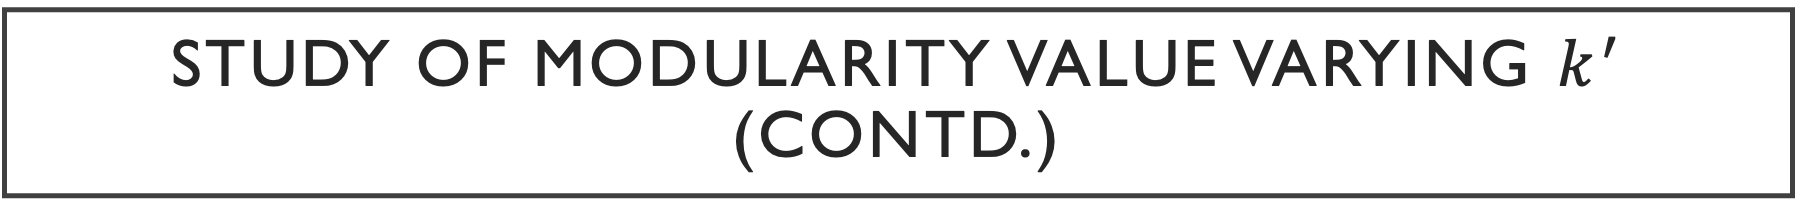 STUDY OF MODULARITY VALUE VARYING k′
(CONTD.)